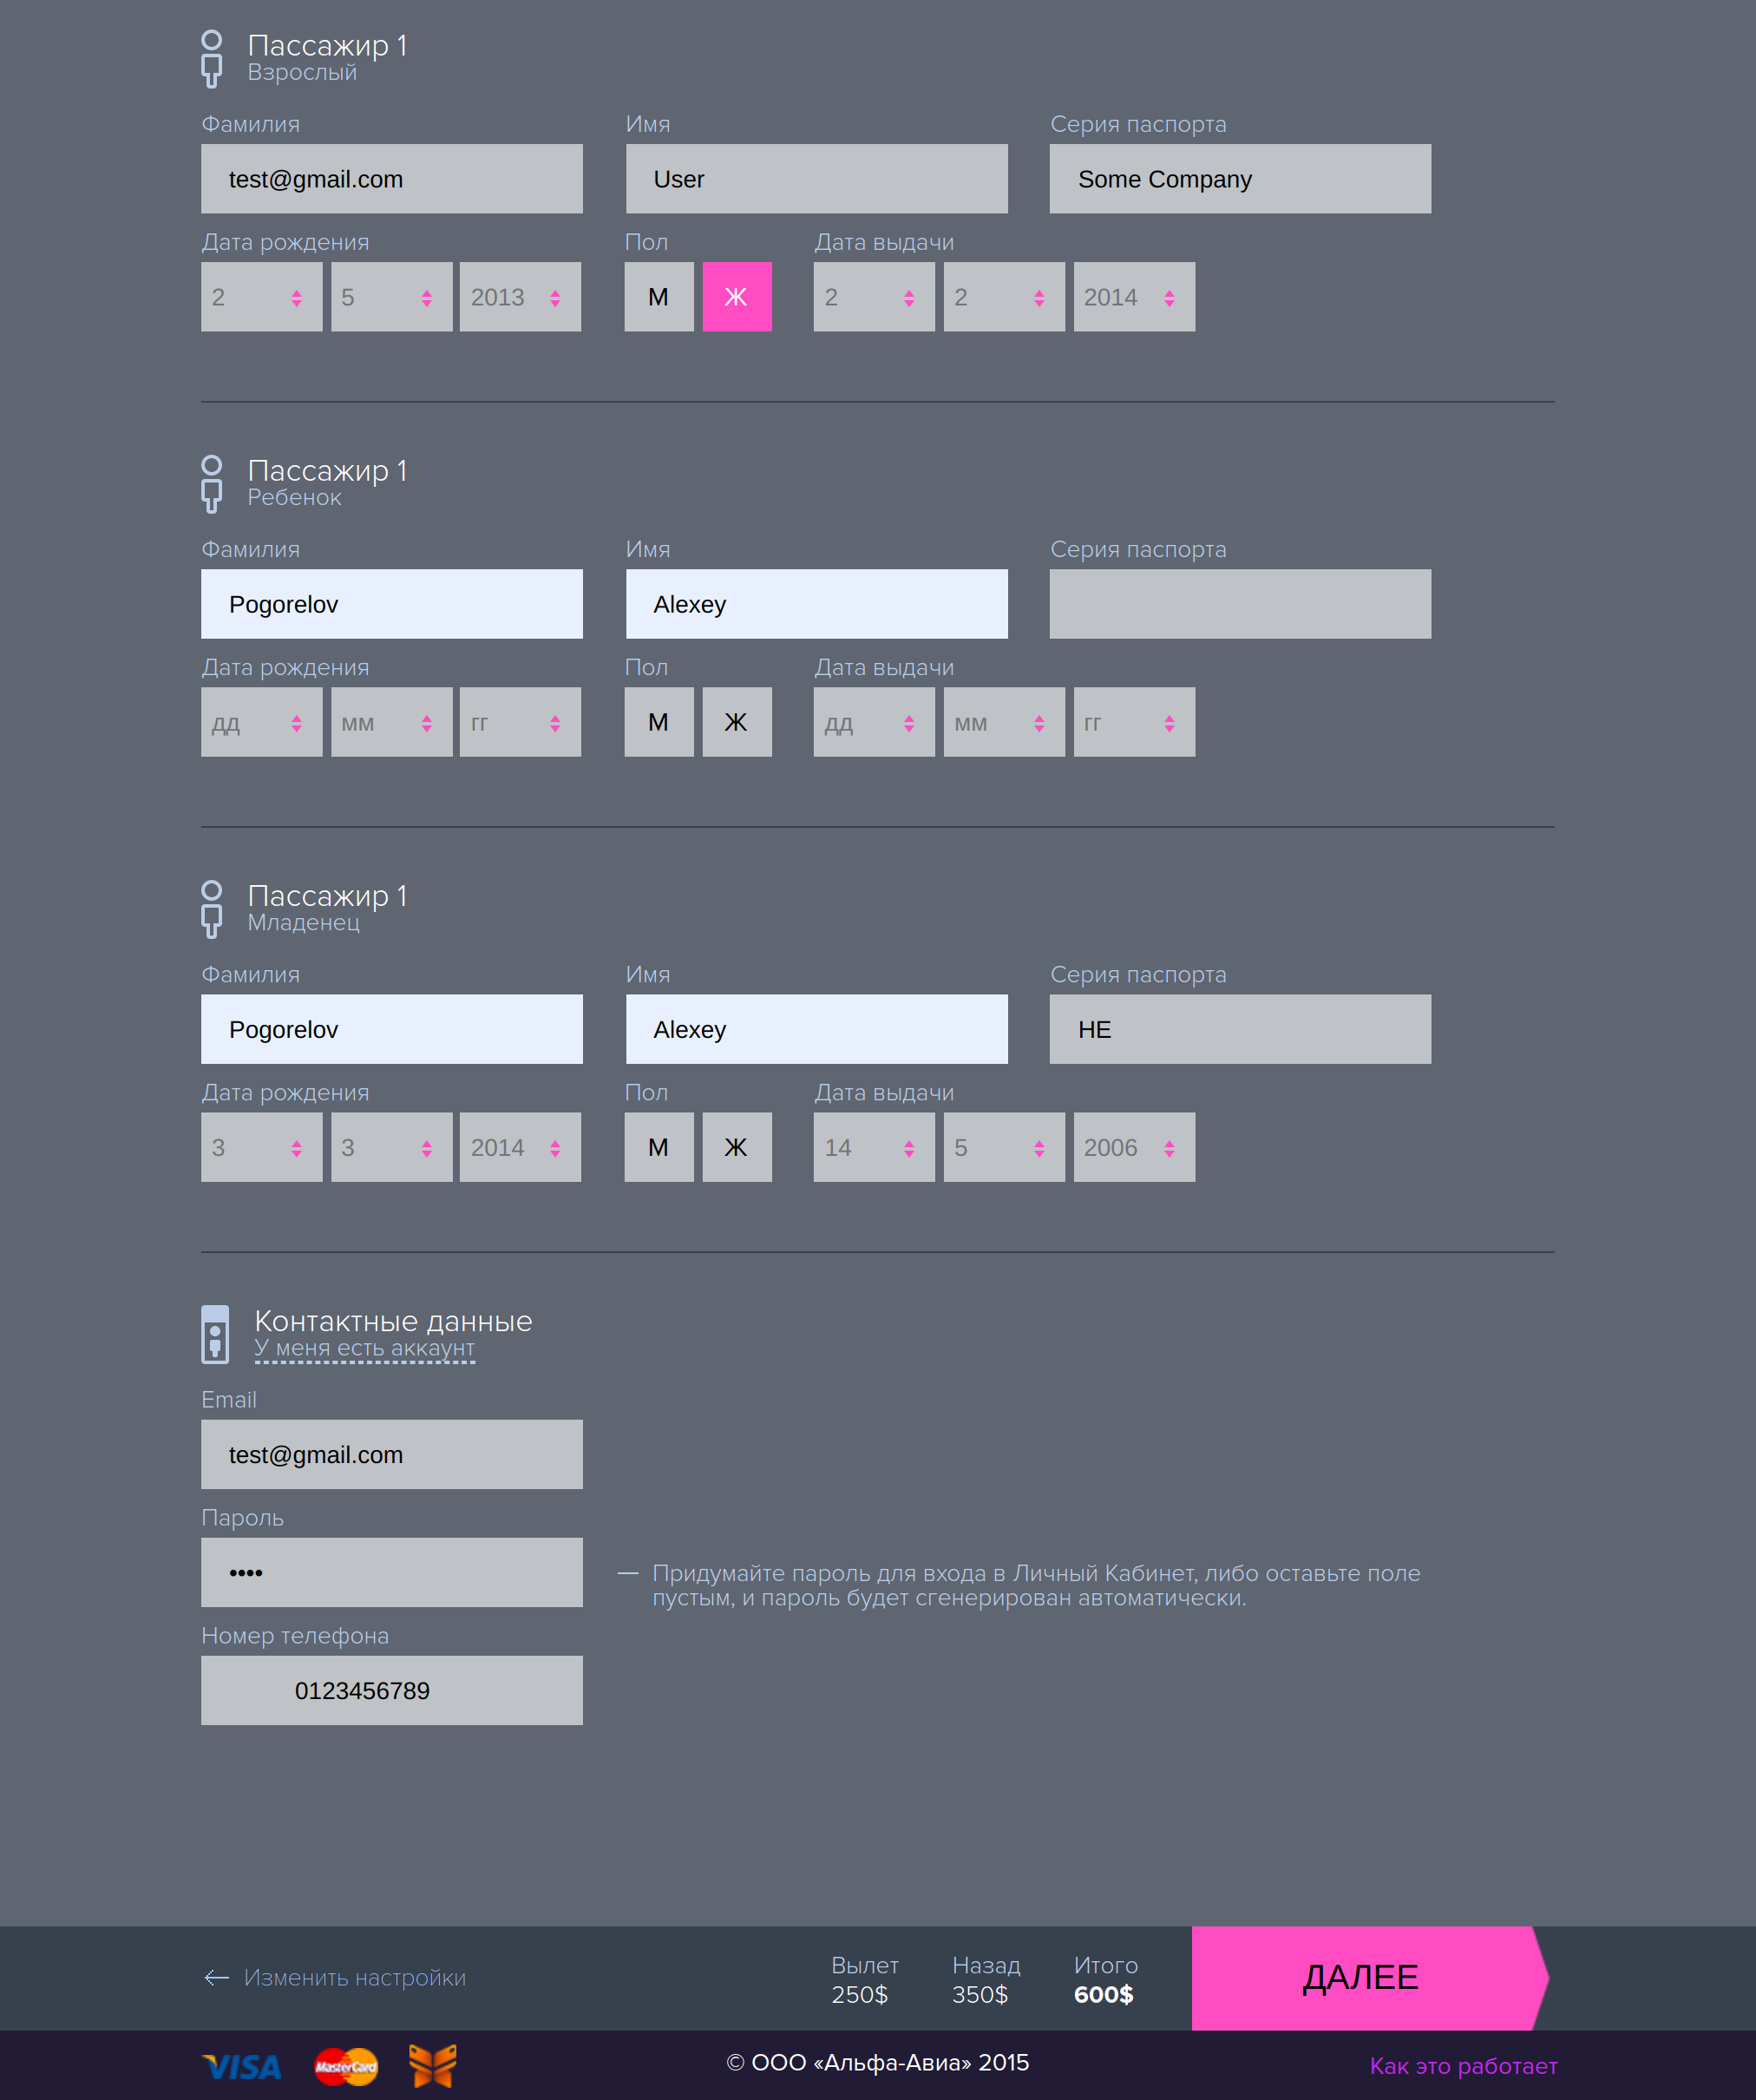 Пассажир 1
Взрослый
Фамилия Имя Серия паспорта
test@gmail.com User Some Company
Дата рождения Пол Дата выдачи
2 5 2013 М Ж 2 2 2014
Пассажир 1
Ребенок
Фамилия Имя Серия паспорта
Pogorelov Alexey
Дата рождения Пол Дата выдачи
дд мм гг М Ж дд мм гг
Пассажир 1
Младенец
Фамилия Имя Серия паспорта
Pogorelov Alexey НЕ
Дата рождения Пол Дата выдачи
3 3 2014 М Ж 14 5 2006
Контактные данные
У меня есть аккаунт
Email
test@gmail.com
Пароль
••••
— Придумайте пароль для входа в Личный Кабинет, либо оставьте поле
пустым, и пароль будет сгенерирован автоматически.
Номер телефона
0123456789
← Изменить настройки
Вылет Назад Итого
250$ 350$ 600$
ДАЛЕЕ
VISA MasterCard © ООО «Альфа-Авиа» 2015 Как это работает